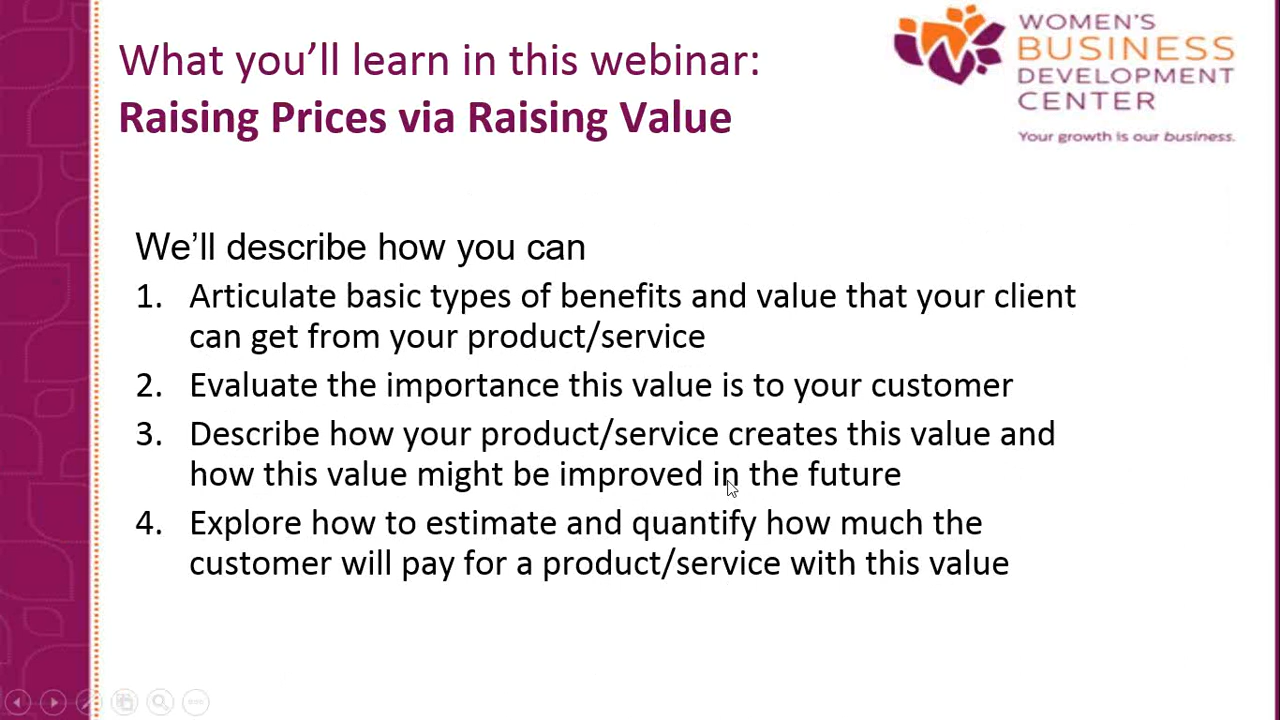 What you’ll learn in this webinar:
Raising Prices via Raising Value
WOMEN'S
BUSINESS
DEVELOPMENT
CENTER
Your growth is our business.
We’ll describe how you can
1. Articulate basic types of benefits and value that your client
can get from your product/service
2. Evaluate the importance this value is to your customer
3. Describe how your product/service creates this value and
how this value might be improved in the future
4. Explore how to estimate and quantify how much the
customer will pay for a product/service with this value